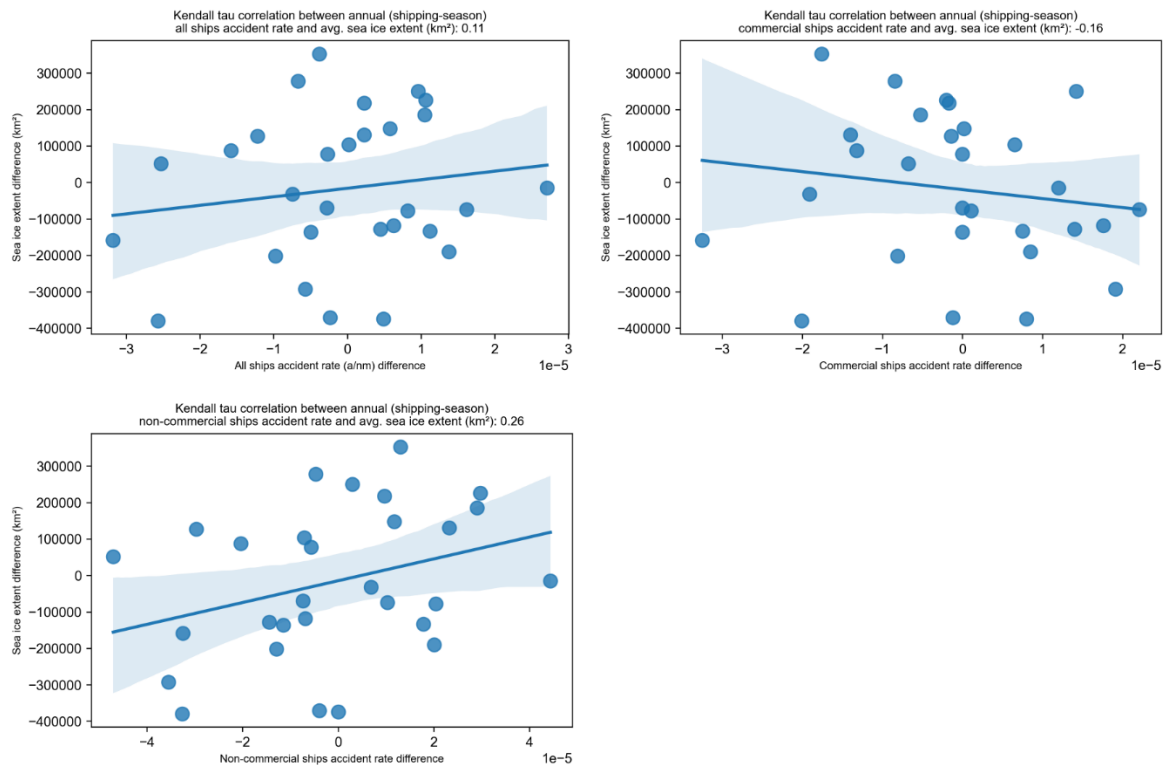 Kendall tau correlation between annual (shipping-season)
all ships accident rate and avg. sea ice extent (km²): 0.11
Sea ice extent difference (km²)
300000
200000
100000
0
−100000
−200000
−300000
−400000
−3
−2
−1
0
1
2
3
1e−5
All ships accident rate (a/nm) difference
Kendall tau correlation between annual (shipping-season)
commercial ships accident rate and avg. sea ice extent (km²): -0.16
Sea ice extent difference (km²)
300000
200000
100000
0
−100000
−200000
−300000
−400000
−3
−2
−1
0
1
2
1e−5
Commercial ships accident rate difference
Kendall tau correlation between annual (shipping-season)
non-commercial ships accident rate and avg. sea ice extent (km²): 0.26
Sea ice extent difference (km²)
300000
200000
100000
0
−100000
−200000
−300000
−400000
−4
−2
0
2
4
1e−5
Non-commercial ships accident rate difference